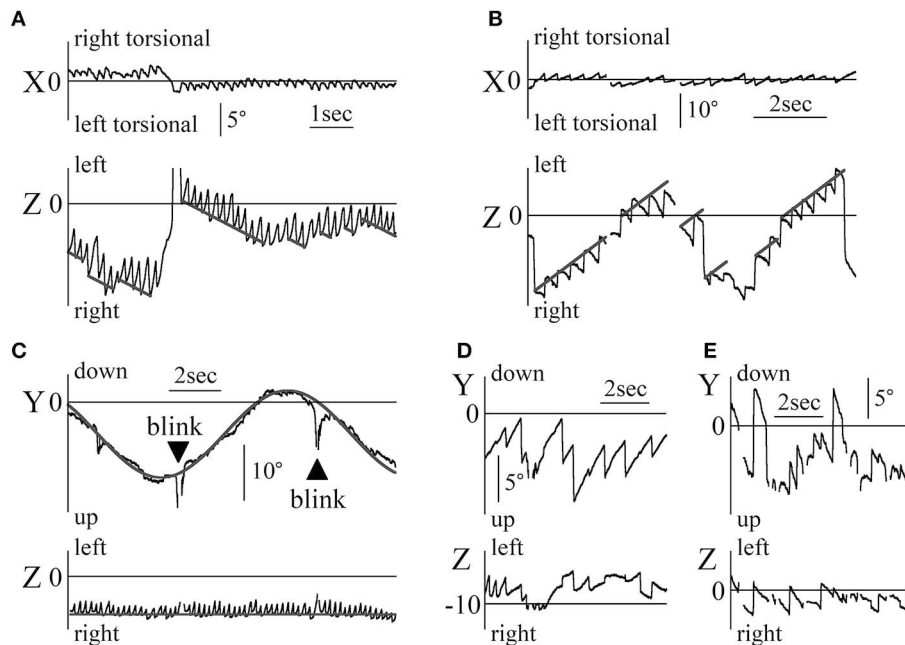 A
right torsional
X 0
left torsional
5°
1sec
left
Z 0
right
B
right torsional
X 0
left torsional
10°
2sec
left
Z 0
right
C
down
2sec
Y 0
blink
10°
blink
up
left
Z 0
right
D
Y down
2sec
0
5°
up
left
Z
-10
right
E
Y down
2sec
5°
0
up
left
Z
0
right